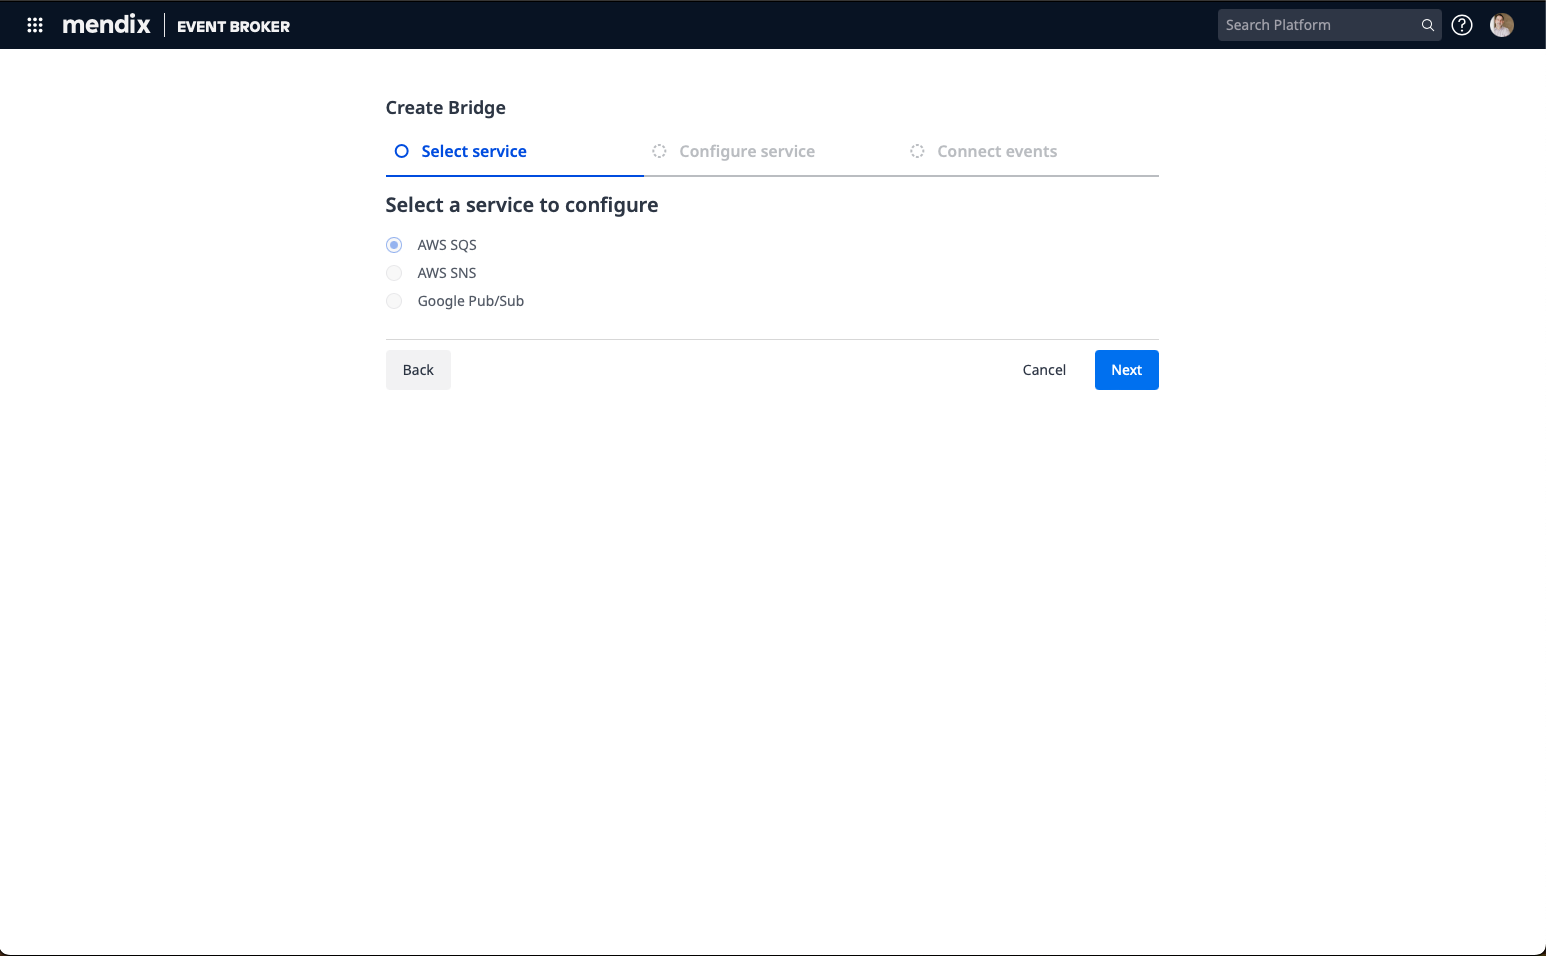 mendix EVENT BROKER Search Platform
Create Bridge
Select service Configure service Connect events
Select a service to configure
AWS SQS
AWS SNS
Google Pub/Sub
Back Cancel Next